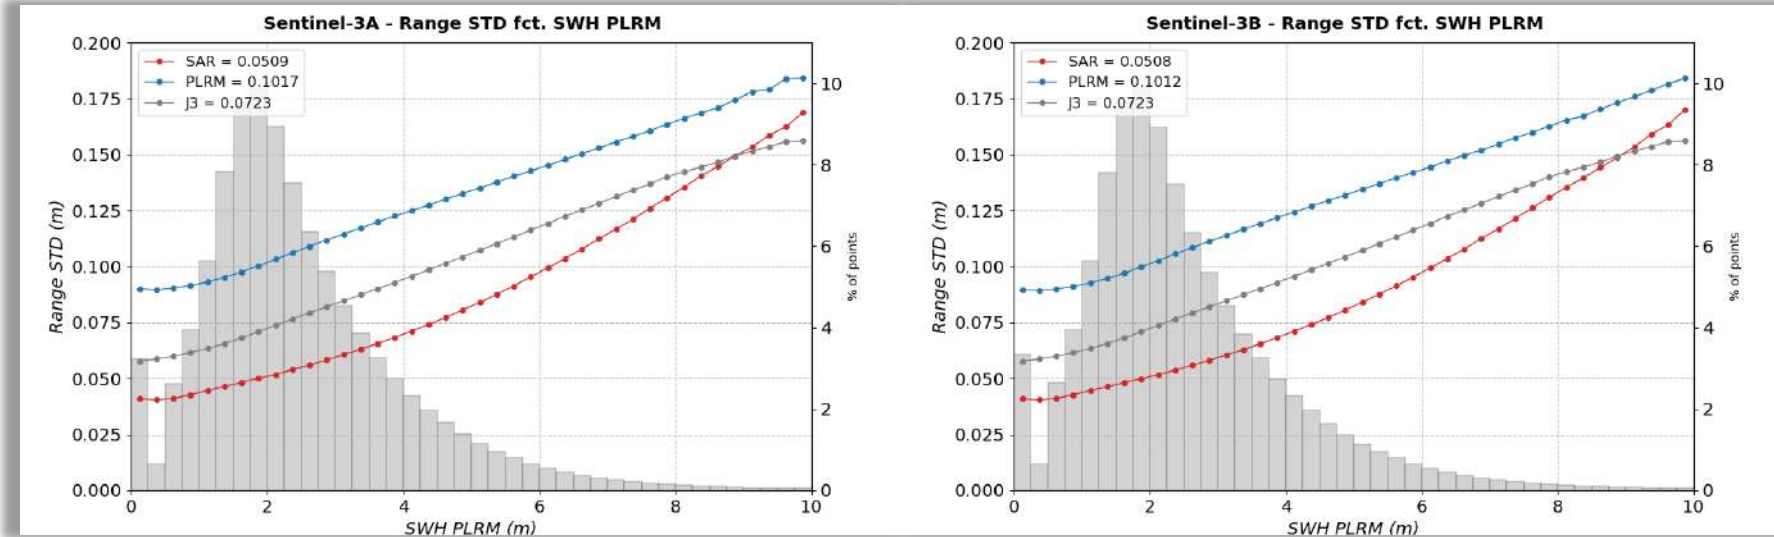 Sentinel-3A - Range STD fct. SWH PLRM
SAR = 0.0509
PLRM = 0.1017
J3 = 0.0723
0.200
0.175
0.150
0.125
0.100
0.075
0.050
0.025
0.000
Range STD (m)
10
8
6
4
2
0
% of points
0 2 4 6 8 10
SWH PLRM (m)
Sentinel-3B - Range STD fct. SWH PLRM
SAR = 0.0508
PLRM = 0.1012
J3 = 0.0723
0.200
0.175
0.150
0.125
0.100
0.075
0.050
0.025
0.000
Range STD (m)
10
8
6
4
2
0
% of points
0 2 4 6 8 10
SWH PLRM (m)